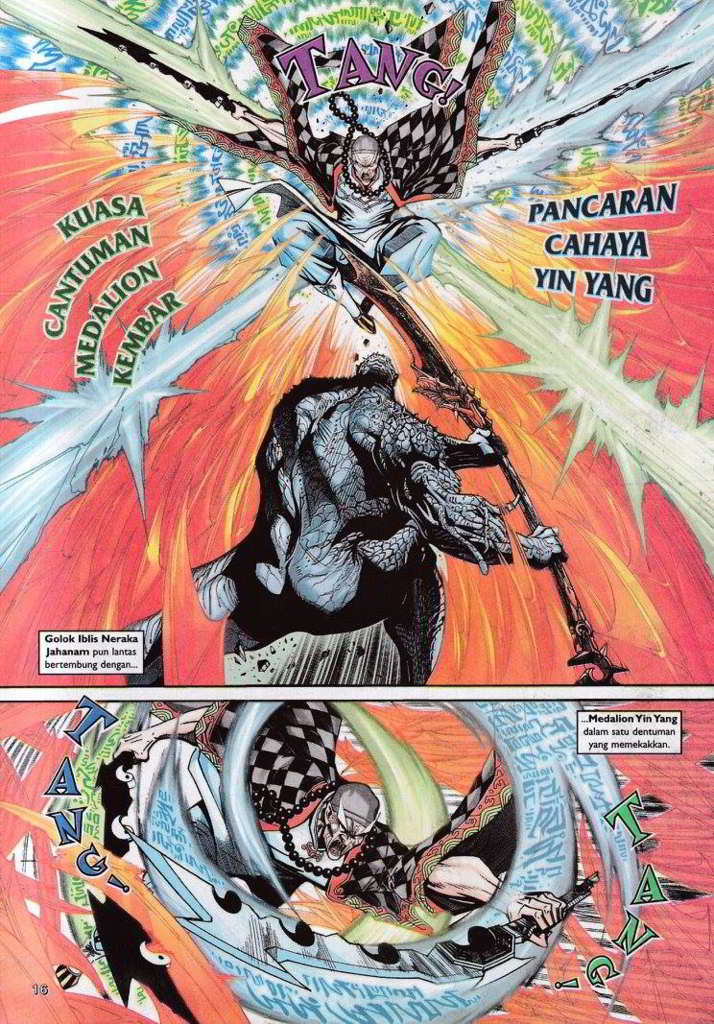 TANG!
KUASA
CANTUMAN
MEDALION
KEMBAR
PANCARAN
CAHAYA
YIN YANG
Golok Iblis Neraka
Jahanam pun lantas
bertembung dengan...
TANG!
...Medalion Yin Yang
dalam satu dentuman
yang memekakkan.
TANG!
16